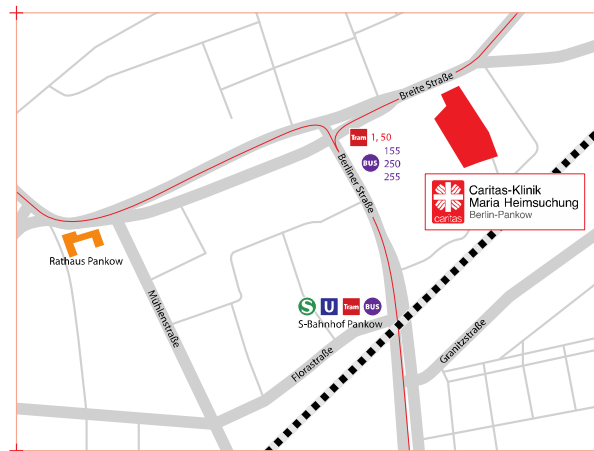 Breite Straße
Tram 1, 50
155
BUS 250
255
Berliner Straße
Caritas-Klinik
Maria Heimsuchung
Berlin-Pankow
caritas
Rathaus Pankow
Mühlenstraße
S U Tram BUS
S-Bahnhof Pankow
Florastraße
Granitzstraße